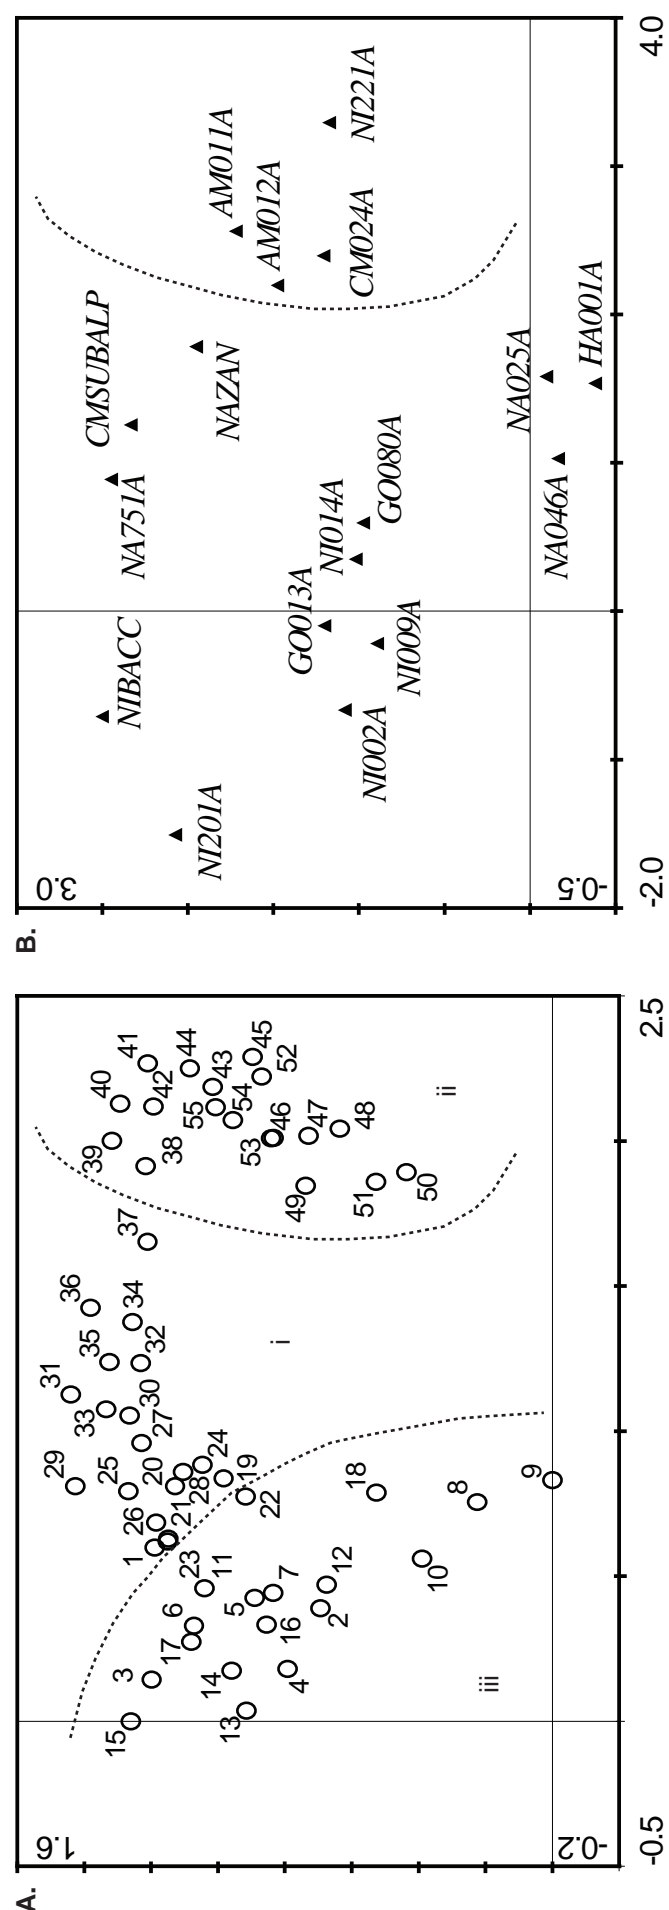 A.
1.6
31
29
36
35
33
39
40
25
15
3
41
1
26
37
34
30
20
32
42
27
17
6
38
21
44
23
55
28
14
11
24
43
13
5
54
19
53
45
22
i
46
7
52
16
49
4
47
2
12
18
51
48
50
10
ii
8
iii
9
-0.2
-0.5
2.5
B.
3.0
CMSUBALP
NIBACC
NA751A
NI201A
AM011A
NAZAN
AM012A
GO013A
NI014A
CM024A
NI221A
NI002A
GO080A
NI009A
NA025A
NA046A
HA001A
-0.5
-2.0
4.0